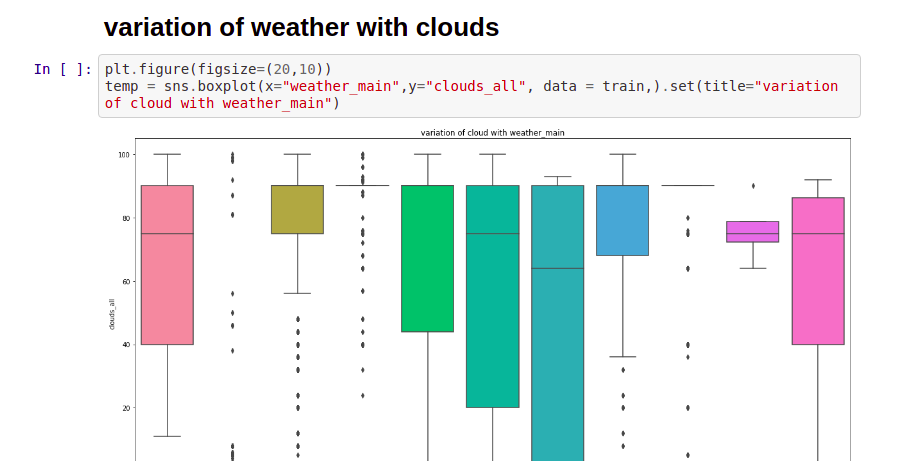 variation of weather with clouds
In [ ]:
plt.figure(figsize=(20,10))
temp = sns.boxplot(x="weather_main",y="clouds_all", data = train,).set(title="variation
of cloud with weather_main")
variation of cloud with weather_main
100
80
60
clouds_all
40
20